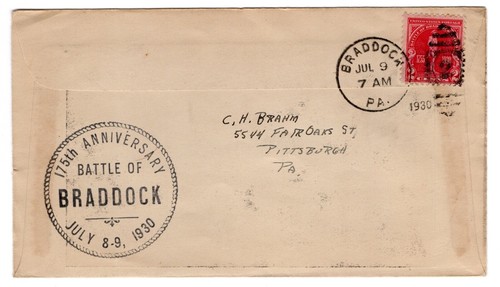 BRADDOCK
JUL 9
7 AM
PA.
1930
C, H. BRAHM
5544 FAIR OAKS ST,
PITTSBURGH
PA.
175th ANNIVERSARY
BATTLE OF
BRADDOCK
JULY 8-9, 1930